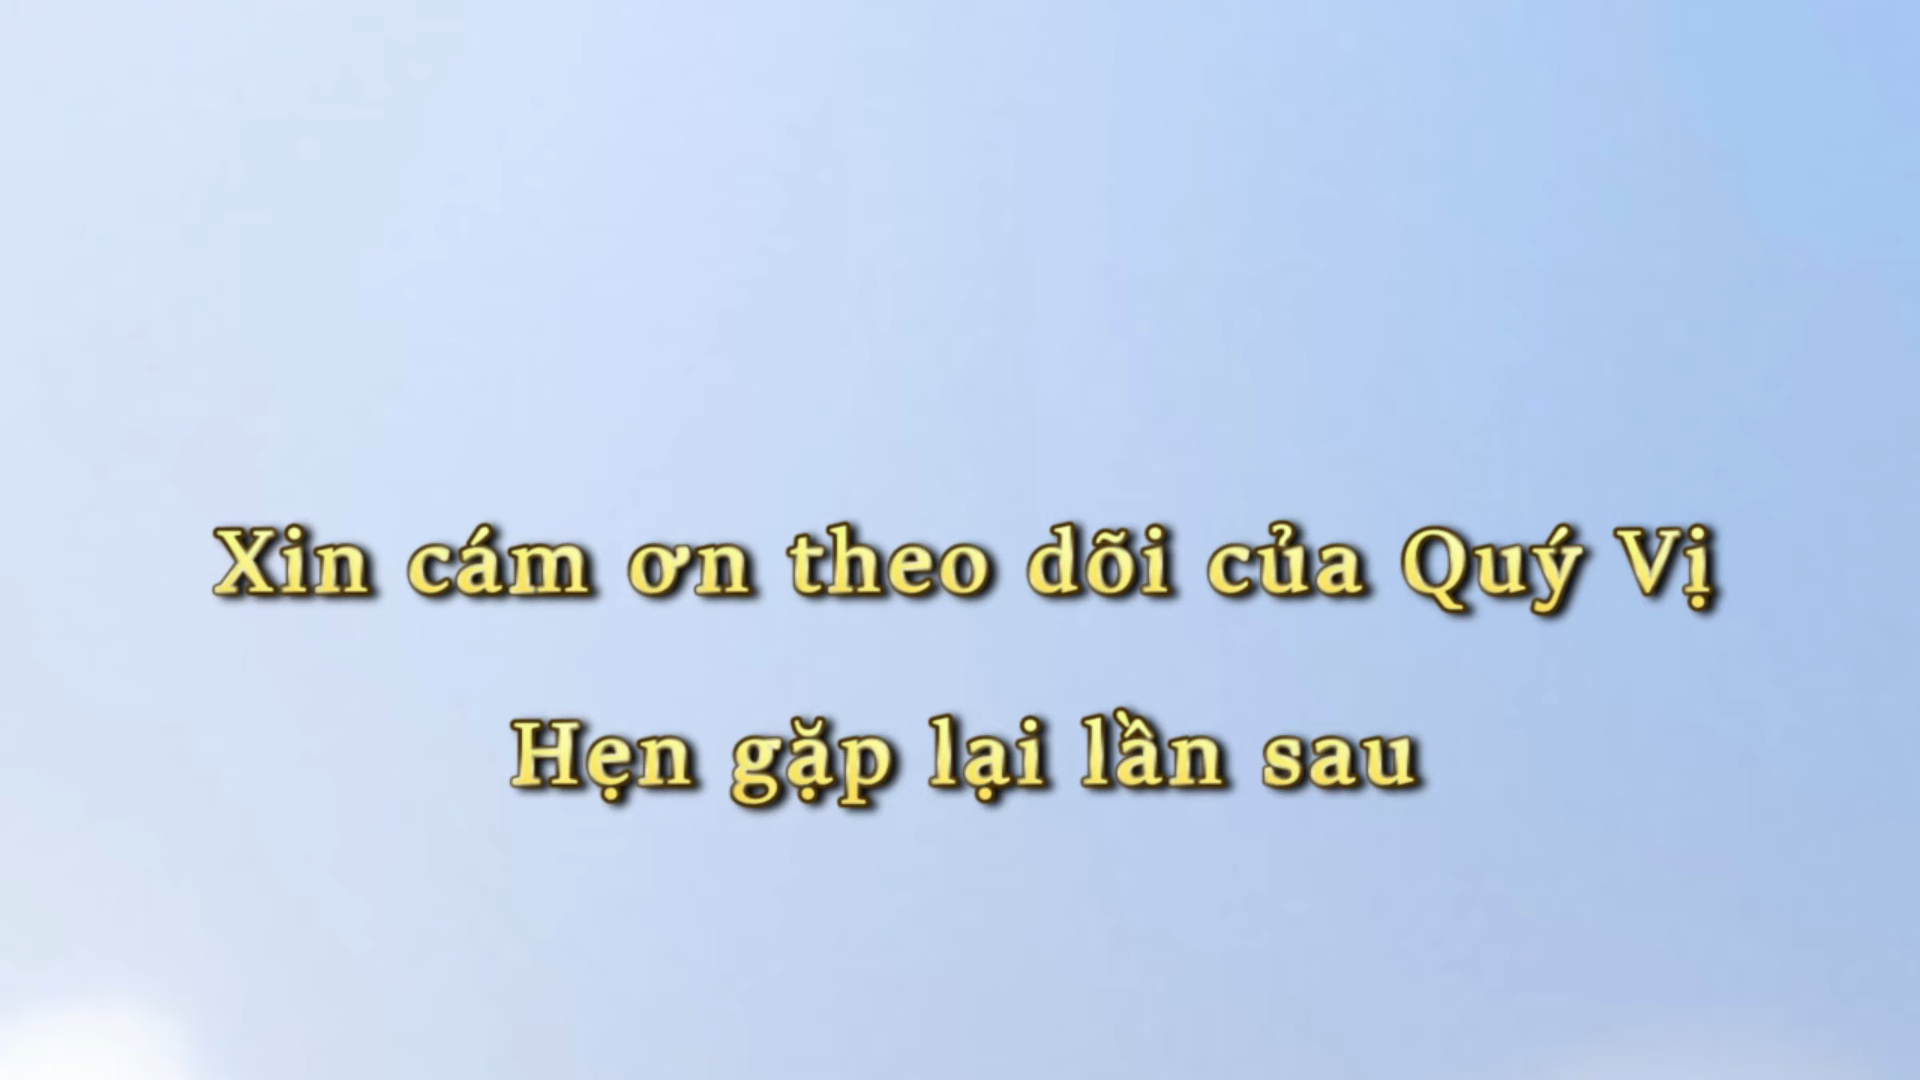 Xin cám ơn theo dõi của Quý Vị
Hẹn gặp lại lần sau